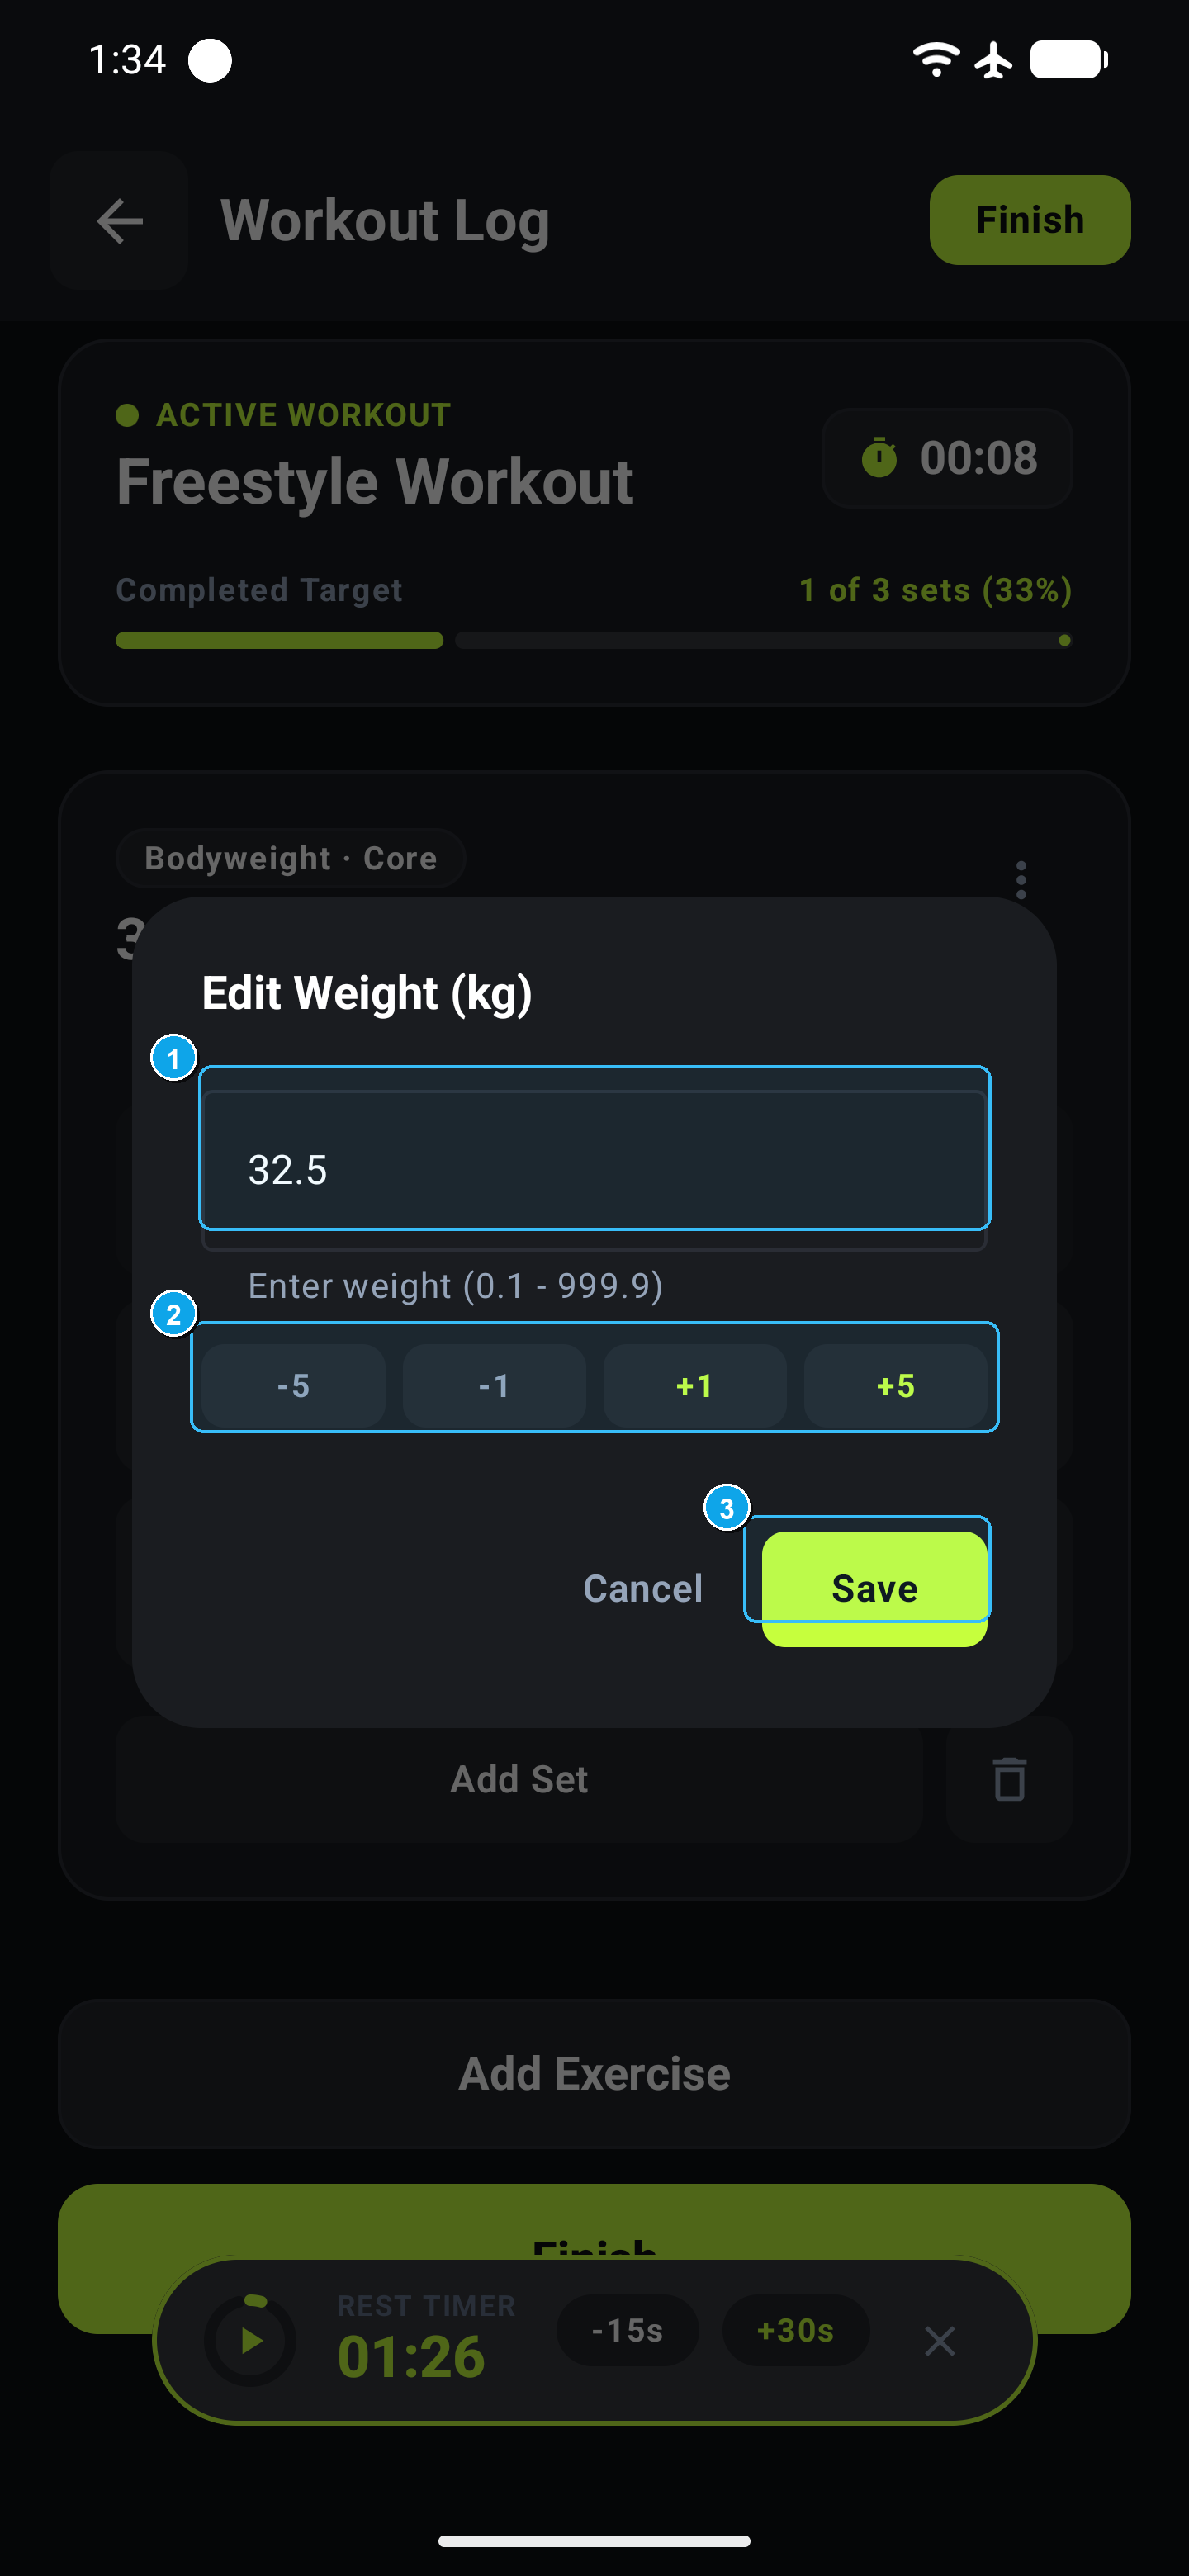 1:34
Workout Log
Finish
ACTIVE WORKOUT
Freestyle Workout
00:08
Completed Target
1 of 3 sets (33%)
Bodyweight · Core
3
Edit Weight (kg)
1
32.5
Enter weight (0.1 - 999.9)
2
-5 -1 +1 +5
3
Cancel
Save
Add Set
Add Exercise
Finish
REST TIMER
01:26
-15s
+30s